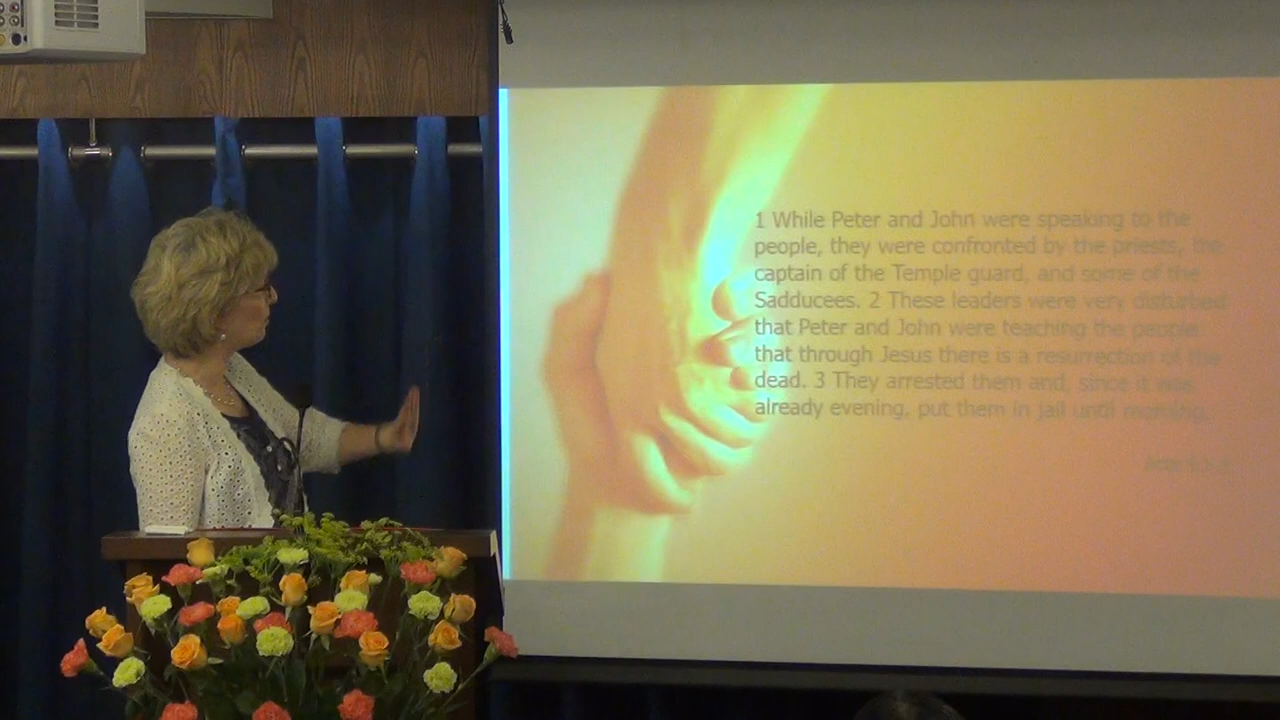 1 While Peter and John were speaking to the
people, they were confronted by the priests, the
captain of the Temple guard, and some of the
Sadducees. 2 These leaders were very disturbed
that Peter and John were teaching the people
that through Jesus there is a resurrection of the
dead. 3 They arrested them and, since it was
already evening, put them in jail until morning.